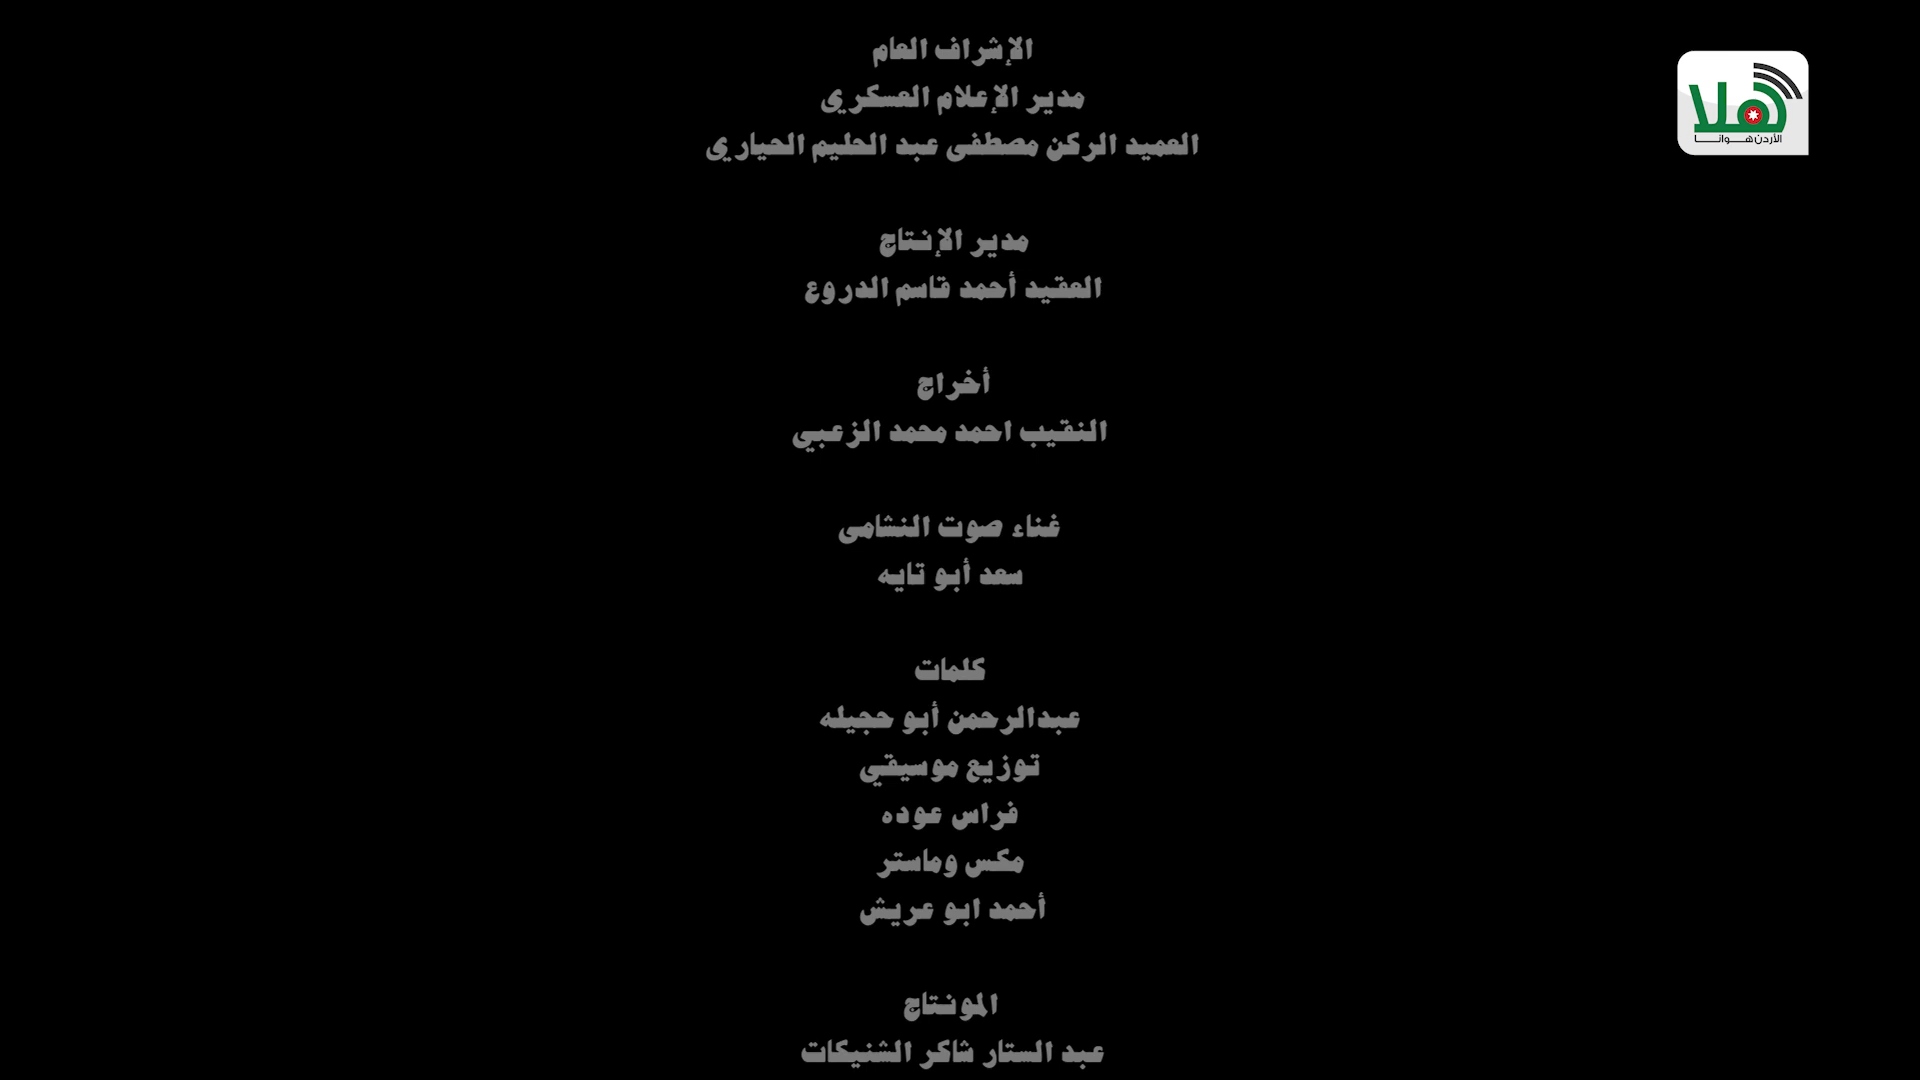 الإشراف العام
مدير الإعلام العسكري
العميد الركن مصطفى عبد الحليم الحياري
مدير الإنتاج
العقيد أحمد قاسم الدروع
أخراج
النقيب احمد محمد الزعبي
غناء صوت النشامى
سعد أبو تايه
كلمات
عبدالرحمن أبو حجيله
توزيع موسيقي
فراس عوده
مكس وماستر
أحمد ابو عريش
المونتاج
عبد الستار شاكر الشنيكات
هلا
الأردن هـوانـا